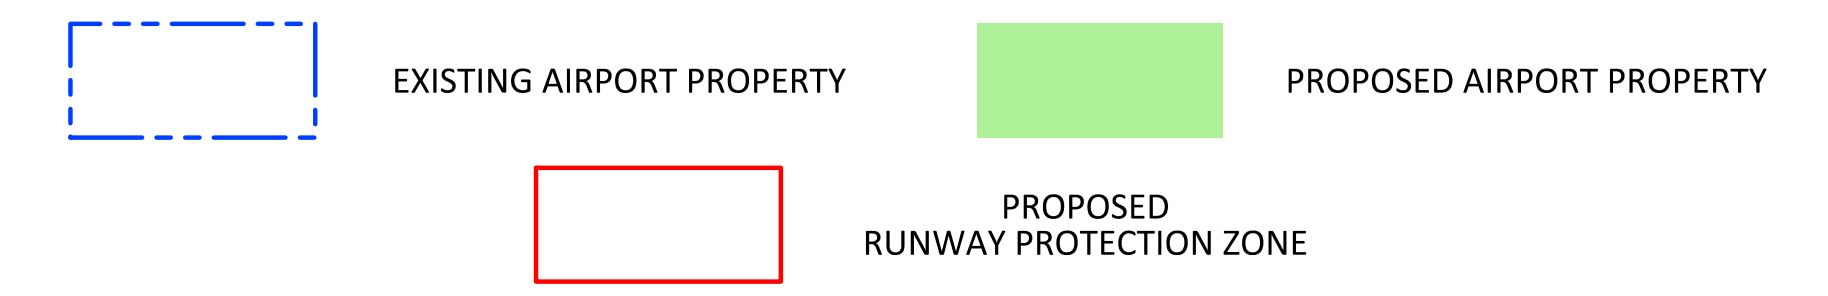 EXISTING AIRPORT PROPERTY
PROPOSED AIRPORT PROPERTY
PROPOSED
RUNWAY PROTECTION ZONE